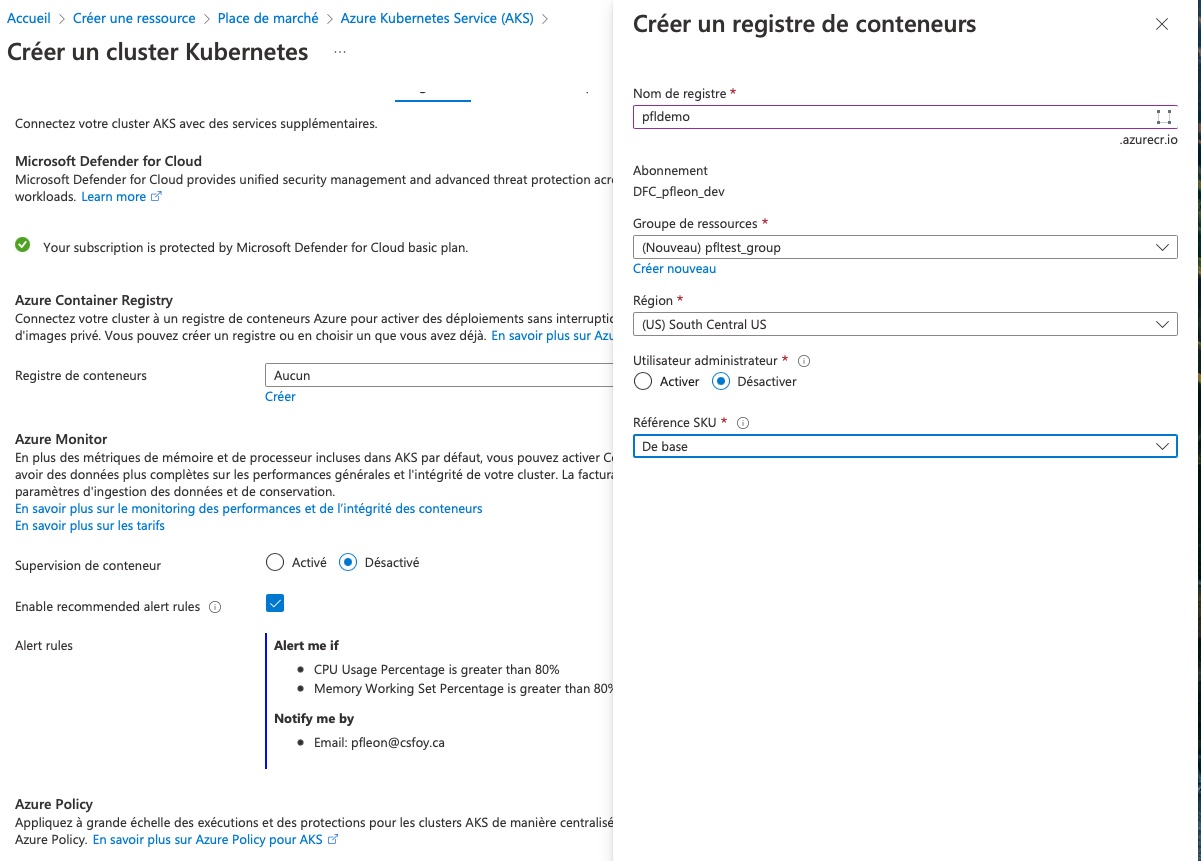 Accueil > Créer une ressource > Place de marché > Azure Kubernetes Service (AKS) >
Créer un cluster Kubernetes ...
Connectez votre cluster AKS avec des services supplémentaires.
Microsoft Defender for Cloud
Microsoft Defender for Cloud provides unified security management and advanced threat protection
workloads. Learn more
Your subscription is protected by Microsoft Defender for Cloud basic plan.
Azure Container Registry
Connectez votre cluster à un registre de conteneurs Azure pour activer des déploiements sans
d'images privé. Vous pouvez créer un registre ou en choisir un que vous avez déjà. En savoir plus sur
Registre de conteneurs
Aucun
Créer
Azure Monitor
En plus des métriques de mémoire et de processeur incluses dans AKS par défaut, vous pouvez activer
avoir des données plus complètes sur les performances générales et l'intégrité de votre cluster. La
paramètres d'ingestion des données et de conservation.
En savoir plus sur le monitoring des performances et de l'intégrité des conteneurs
En savoir plus sur les tarifs
Supervision de conteneur
Activé
Désactivé
Enable recommended alert rules
Alert rules
Alert me if
• CPU Usage Percentage is greater than 80%
• Memory Working Set Percentage is greater than 80%
Notify me by
• Email: pfleon@csfoy.ca
Azure Policy
Appliquez à grande échelle des exécutions et des protections pour les clusters AKS de manière
Azure Policy. En savoir plus sur Azure Policy pour AKS
Créer un registre de conteneurs
Nom de registre *
pfldemo
.azurecr.io
Abonnement
DFC_pfleon_dev
Groupe de ressources *
(Nouveau) pfltest_group
Créer nouveau
Région *
(US) South Central US
Utilisateur administrateur *
Activer
Désactiver
Référence SKU *
De base